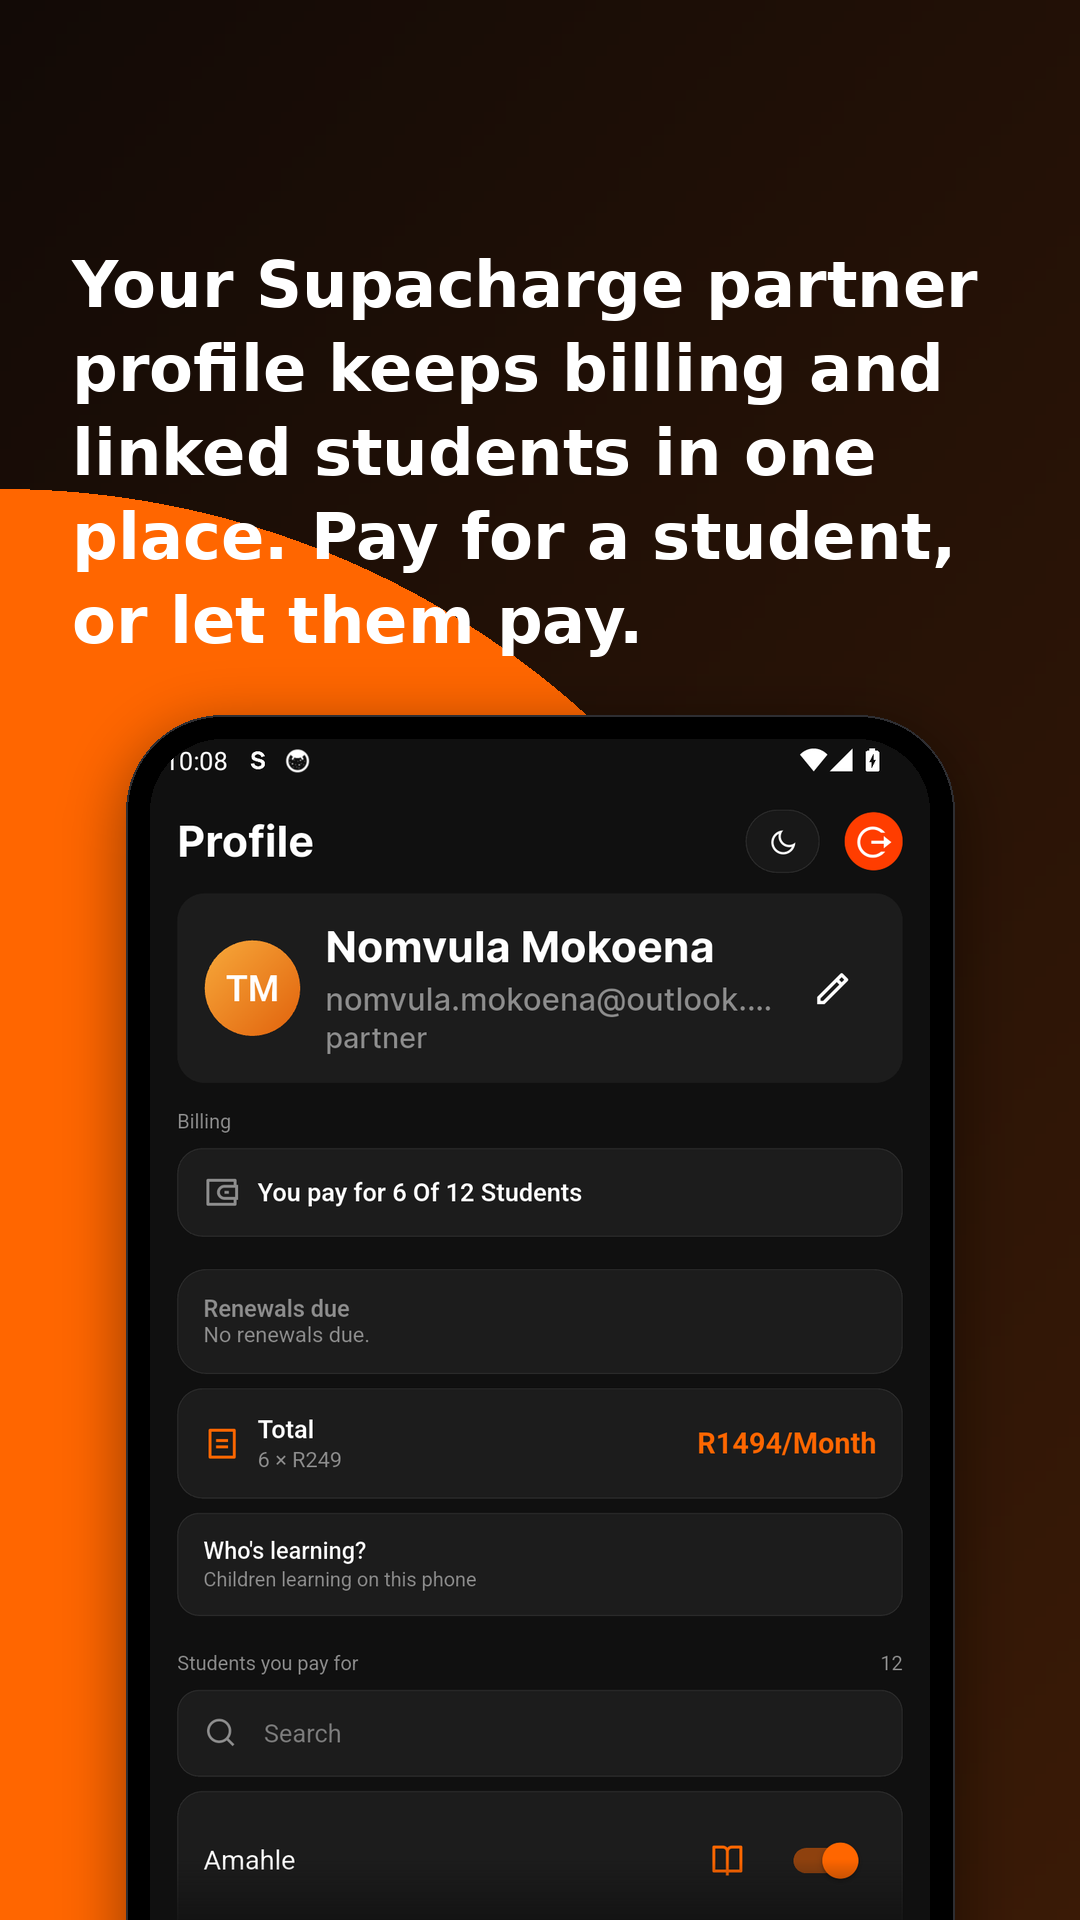 Your Supacharge partner
profile keeps billing and
linked students in one
place. Pay for a student,
or let them pay.
10:08 S
Profile
TM
Nomvula Mokoena
nomvula.mokoena@outlook....
partner
Billing
You pay for 6 Of 12 Students
Renewals due
No renewals due.
Total
6 × R249
R1494/Month
Who's learning?
Children learning on this phone
Students you pay for
12
Search
Amahle